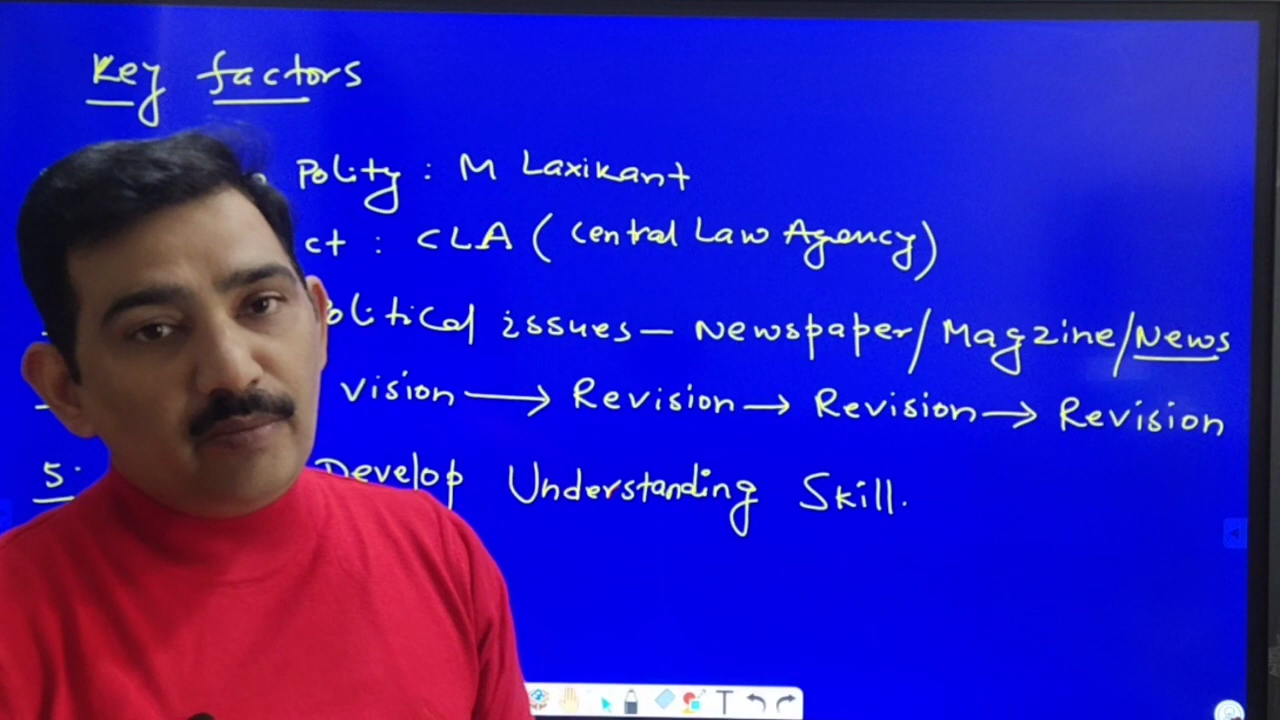 Key factors
Polity : M Laxikant
ct : CLA ( Central Law Agency)
olitical issues — Newspaper/Magzine/News
vision → Revision → Revision → Revision
5. Develop Understanding Skill.
T